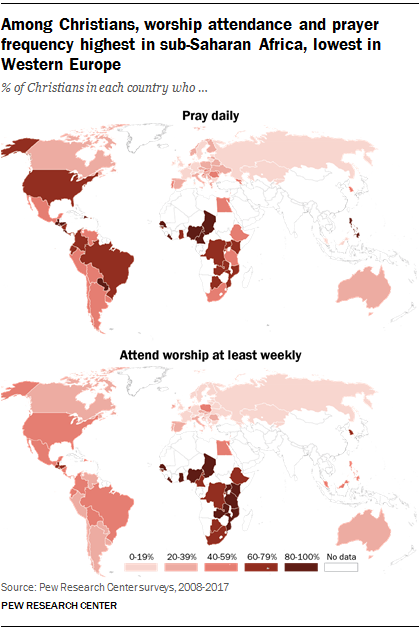 Among Christians, worship attendance and prayer
frequency highest in sub-Saharan Africa, lowest in
Western Europe
% of Christians in each country who ...
Pray daily
Attend worship at least weekly
0-19% 20-39% 40-59% 60-79% 80-100% No data
Source: Pew Research Center surveys, 2008-2017
PEW RESEARCH CENTER